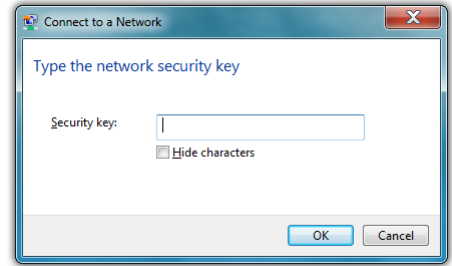 Connect to a Network
Type the network security key
Security key:
Hide characters
OK Cancel